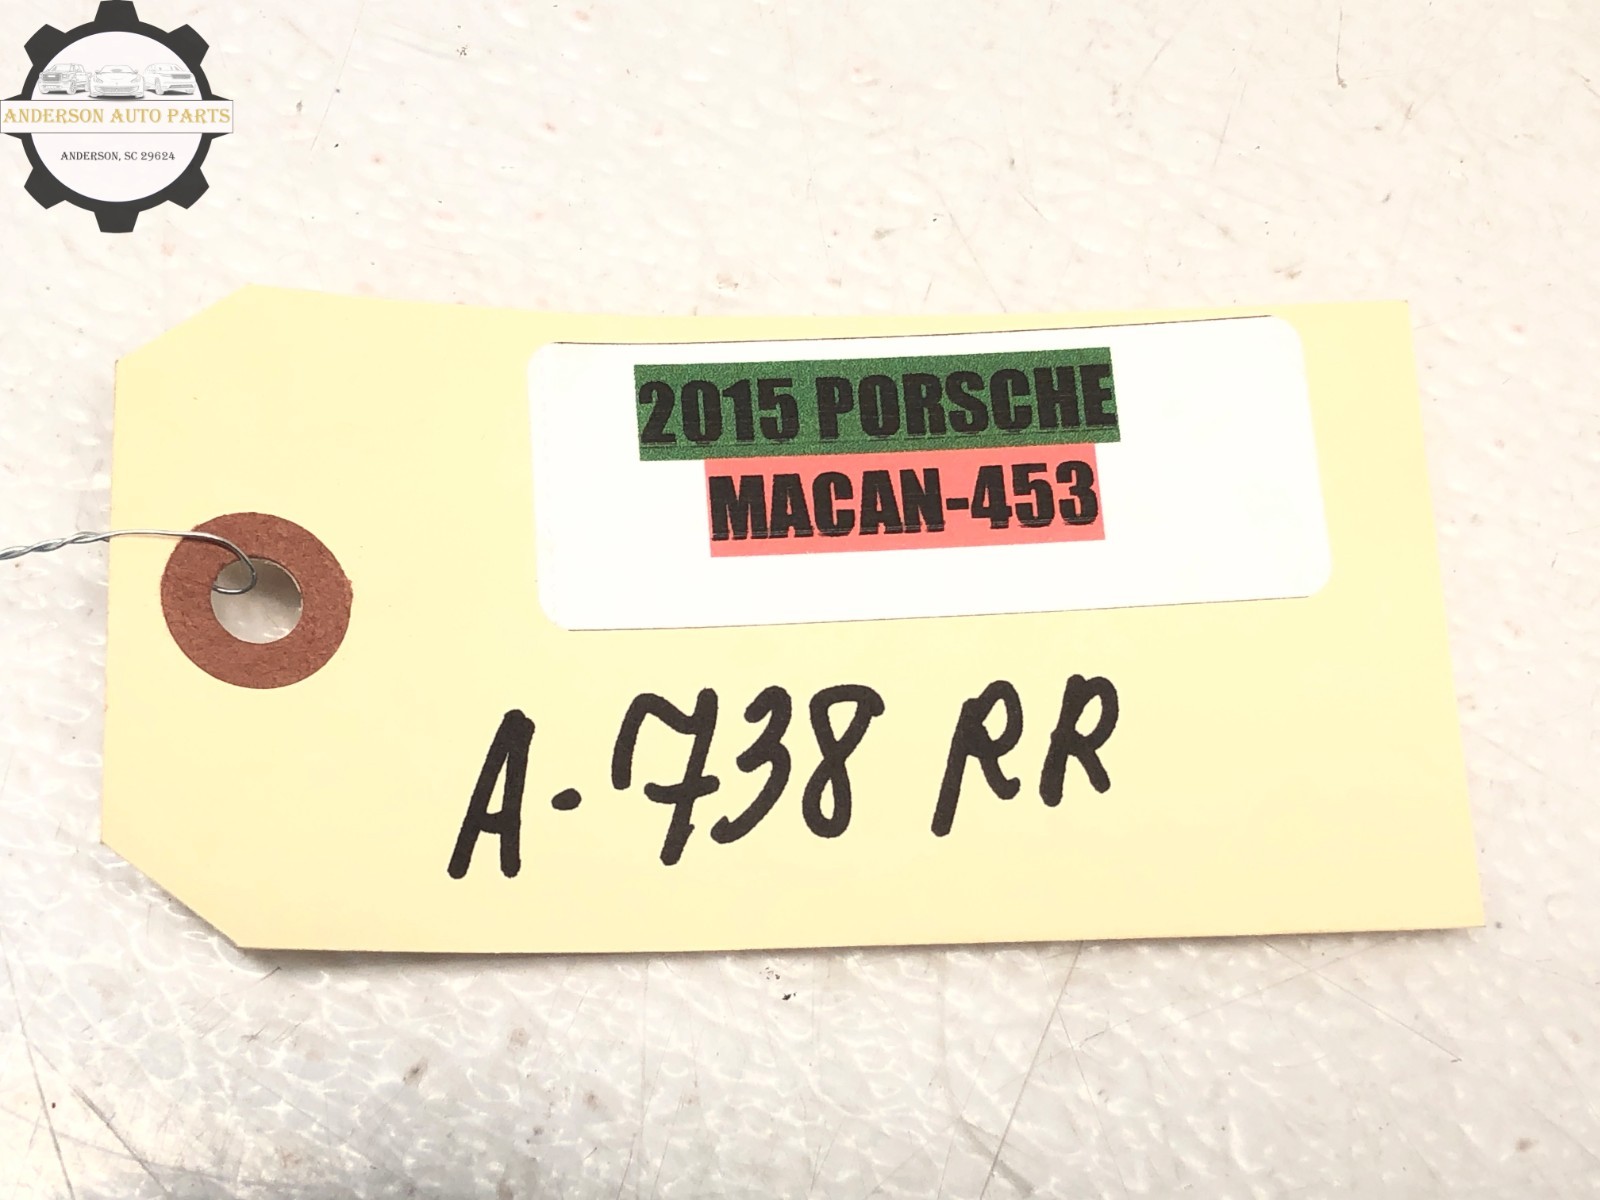 ANDERSON AUTO PARTS
ANDERSON, SC 29624
2015 PORSCHE
MACAN-453
A-738 RR